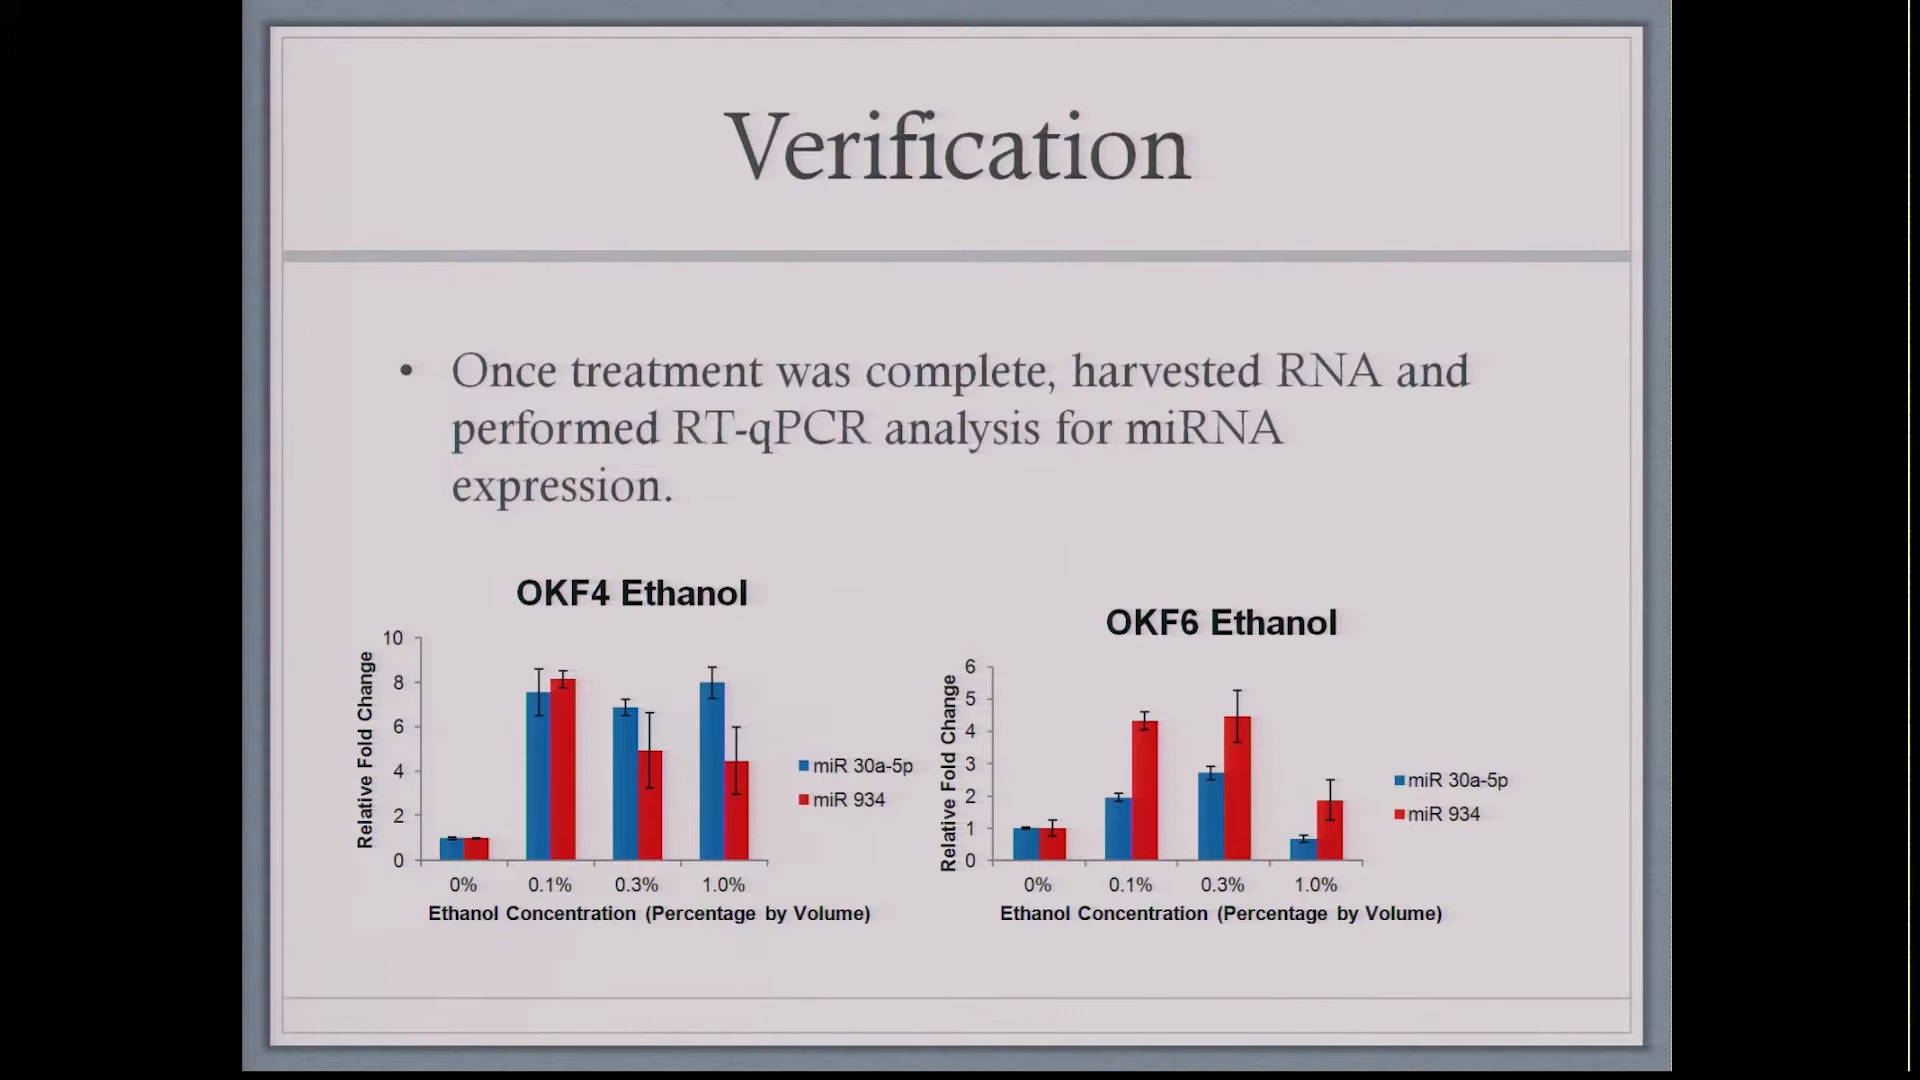 Verification
• Once treatment was complete, harvested RNA and
performed RT-qPCR analysis for miRNA
expression.
OKF4 Ethanol
Relative Fold Change
10
8
6
4
2
0
0% 0.1% 0.3% 1.0%
Ethanol Concentration (Percentage by Volume)
miR 30a-5p
miR 934
OKF6 Ethanol
Relative Fold Change
6
5
4
3
2
1
0
0% 0.1% 0.3% 1.0%
Ethanol Concentration (Percentage by Volume)
miR 30a-5p
miR 934